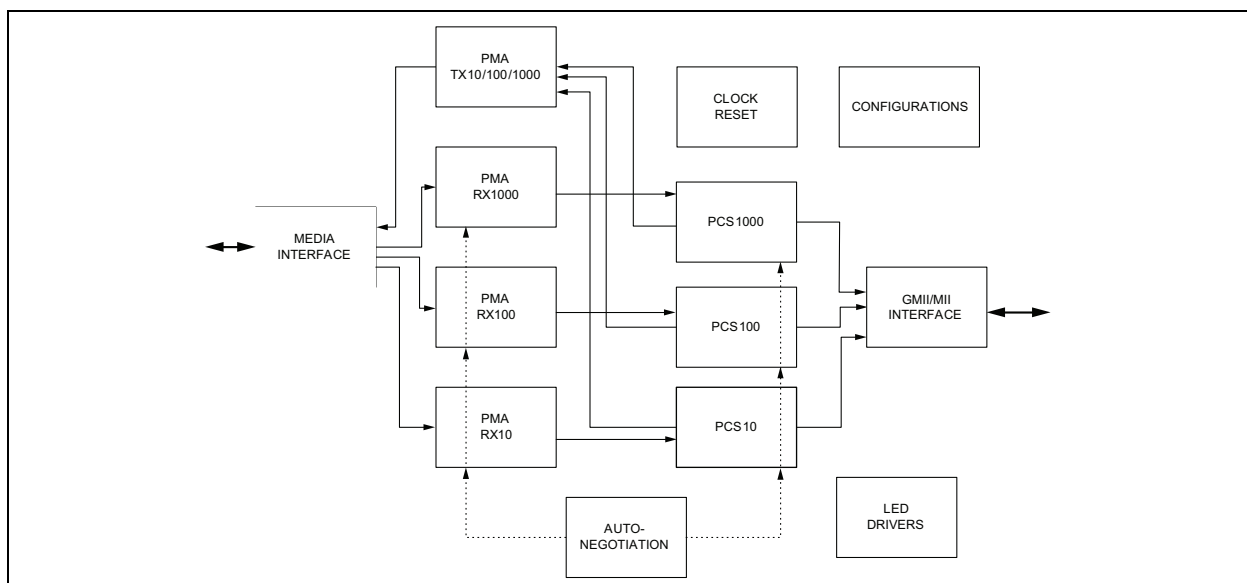 PMA
TX10/100/1000
CLOCK
RESET
CONFIGURATIONS
PMA
RX1000
PCS1000
MEDIA
INTERFACE
PMA
RX100
PCS100
GMII/MII
INTERFACE
PMA
RX10
PCS10
AUTO-
NEGOTIATION
LED
DRIVERS